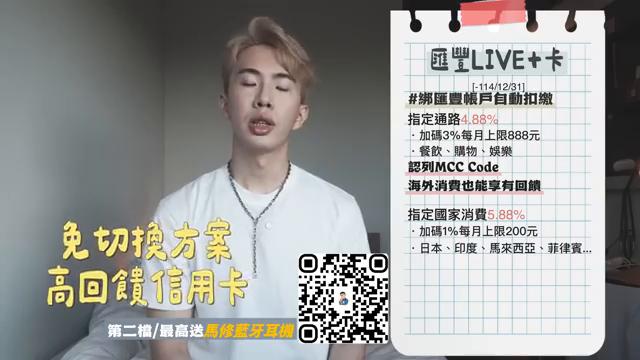 匯豐LIVE+卡
[-114/12/31]
#綁匯豐帳戶自動扣繳
指定通路4.88%
· 加碼3%每月上限888元
· 餐飲、購物、娛樂
認列MCC Code
海外消費也能享有回饋
指定國家消費5.88%
· 加碼1%每月上限200元
· 日本、印度、馬來西亞、菲律賓...
免切換方案
高回饋信用卡
第二檔/最高送馬修藍牙耳機